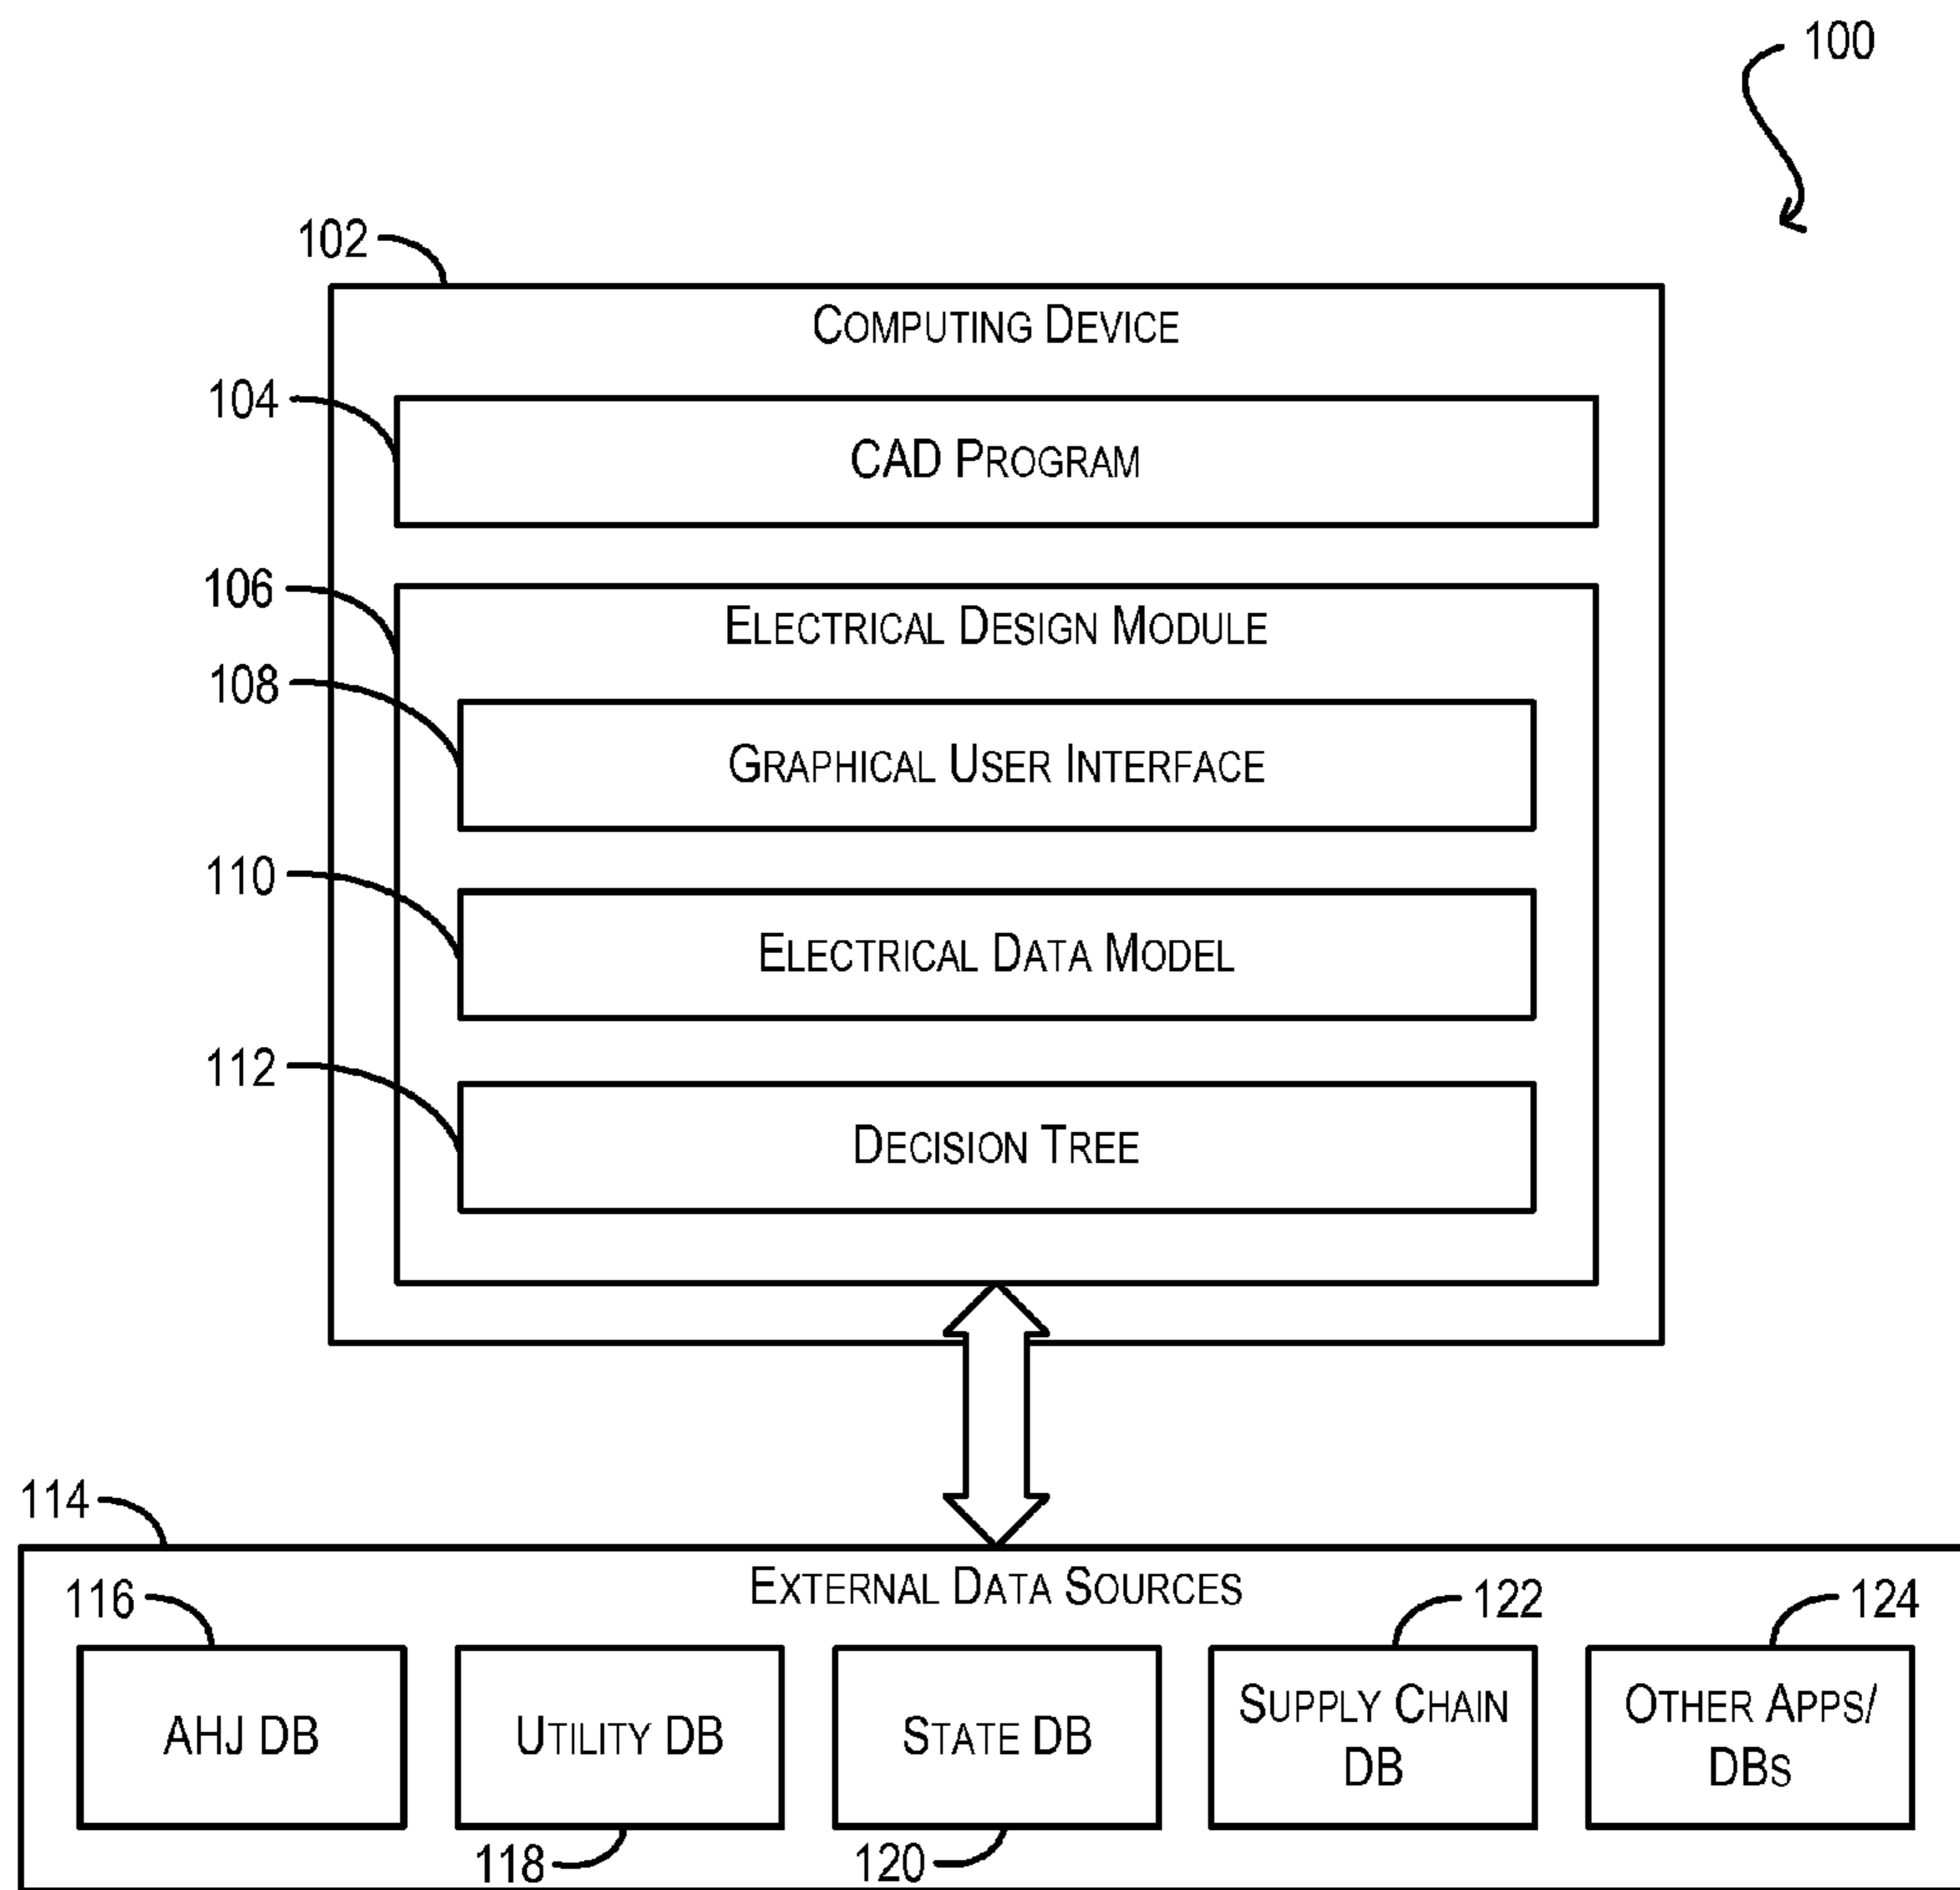 100
102
COMPUTING DEVICE
104
CAD PROGRAM
106
ELECTRICAL DESIGN MODULE
108
GRAPHICAL USER INTERFACE
110
ELECTRICAL DATA MODEL
112
DECISION TREE
114
EXTERNAL DATA SOURCES
116
122
124
AHJ DB
UTILITY DB
STATE DB
SUPPLY CHAIN
DB
OTHER APPS/
DBS
118
120